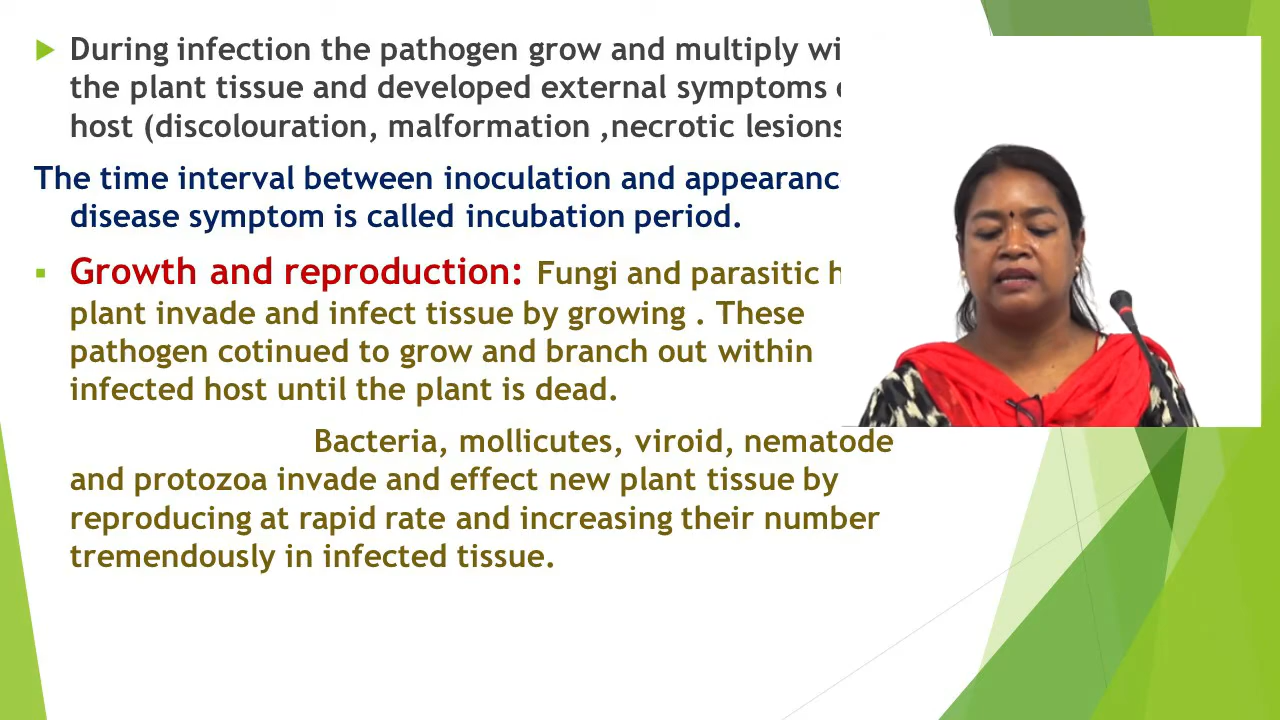 During infection the pathogen grow and multiply
the plant tissue and developed external symptoms
host (discolouration, malformation ,necrotic lesions
The time interval between inoculation and
disease symptom is called incubation period.
Growth and reproduction: Fungi and parasitic
plant invade and infect tissue by growing . These
pathogen cotinued to grow and branch out within
infected host until the plant is dead.
Bacteria, mollicutes, viroid, nematode
and protozoa invade and effect new plant tissue by
reproducing at rapid rate and increasing their number
tremendously in infected tissue.